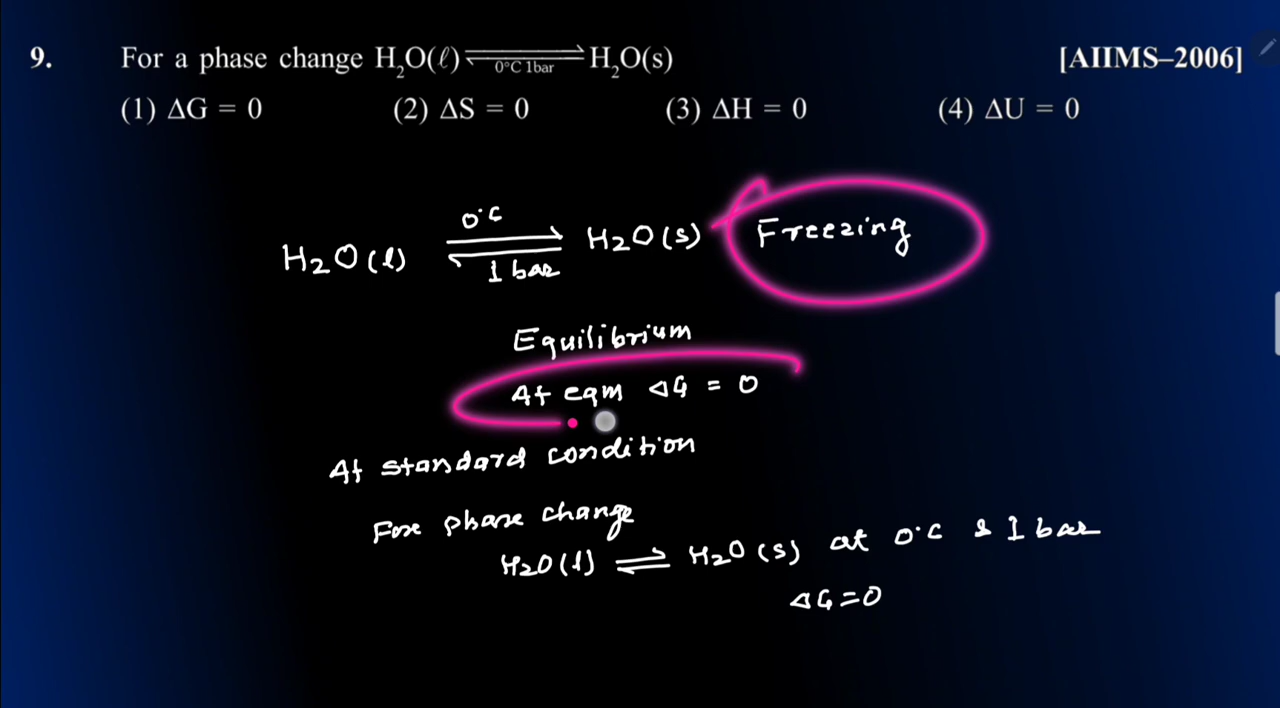 9. For a phase change H₂O(ℓ) ⇌ H₂O(s) [AIIMS–2006]
0°C 1bar
(1) ΔG = 0 (2) ΔS = 0 (3) ΔH = 0 (4) ΔU = 0
0°C
H₂O(l) ⇌ H₂O(s) Freezing
1 bar
Equilibrium
At eqm ΔG = 0
At standard condition
For phase change
H₂O(l) ⇌ H₂O(s) at 0°C & 1 bar
ΔG=0